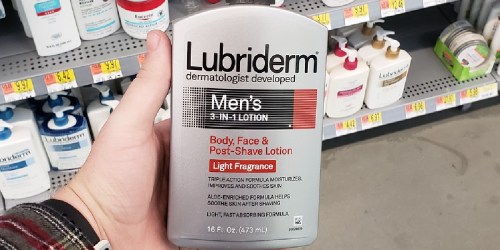 Lubriderm
dermatologist developed
Men's
3-IN-1 LOTION
Body, Face &
Post-Shave Lotion
Light Fragrance
TRIPLE ACTION FORMULA MOISTURIZES,
IMPROVES AND SOOTHES SKIN
ALOE-ENRICHED FORMULA HELPS
SOOTHE SKIN AFTER SHAVING
LIGHT, FAST-ABSORBING FORMULA
16 Fl. Oz. (473 mL)
Lubriderm